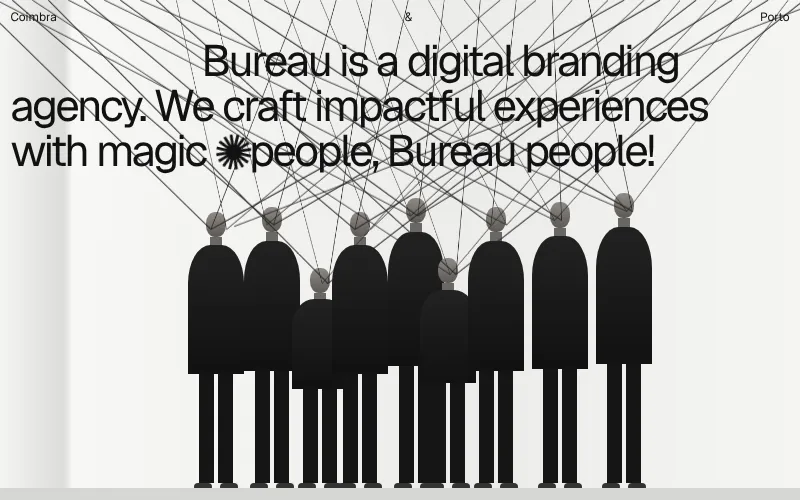 Coimbra & Porto
Bureau is a digital branding
agency. We craft impactful experiences
with magic ✺people, Bureau people!